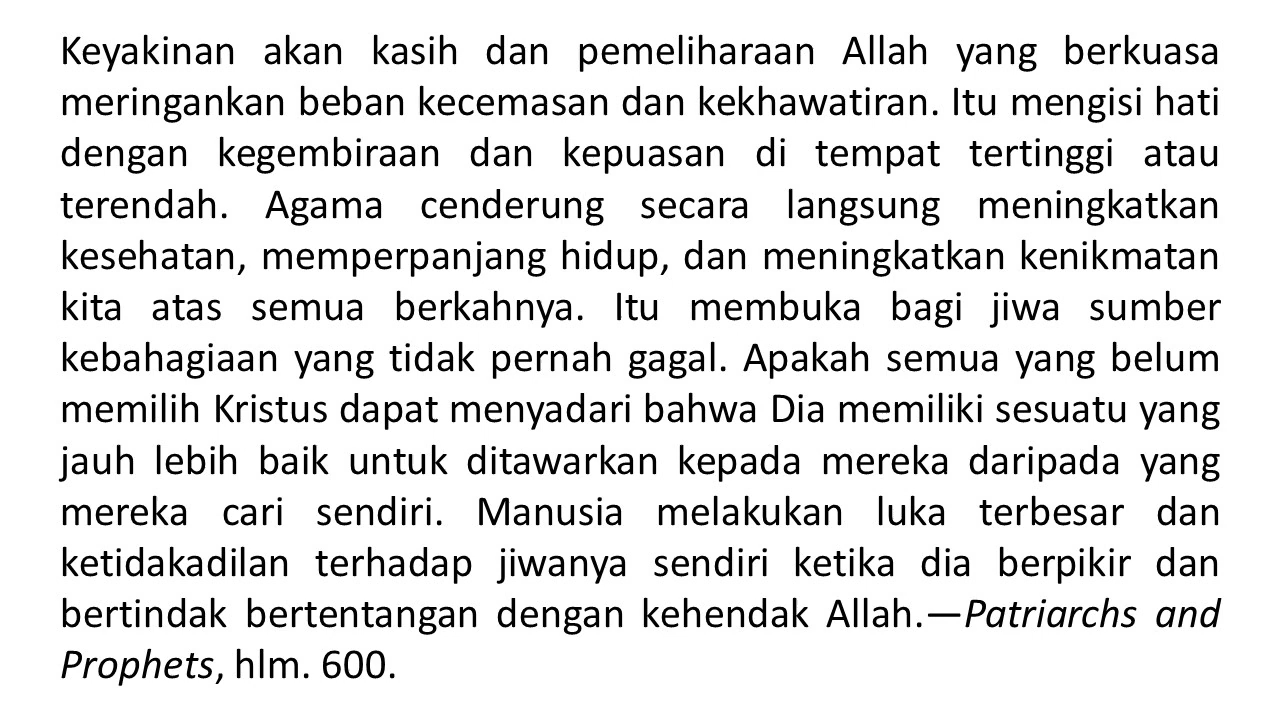 Keyakinan akan kasih dan pemeliharaan Allah yang berkuasa
meringankan beban kecemasan dan kekhawatiran. Itu mengisi hati
dengan kegembiraan dan kepuasan di tempat tertinggi atau
terendah. Agama cenderung secara langsung meningkatkan
kesehatan, memperpanjang hidup, dan meningkatkan kenikmatan
kita atas semua berkahnya. Itu membuka bagi jiwa sumber
kebahagiaan yang tidak pernah gagal. Apakah semua yang belum
memilih Kristus dapat menyadari bahwa Dia memiliki sesuatu yang
jauh lebih baik untuk ditawarkan kepada mereka daripada yang
mereka cari sendiri. Manusia melakukan luka terbesar dan
ketidakadilan terhadap jiwanya sendiri ketika dia berpikir dan
bertindak bertentangan dengan kehendak Allah.—Patriarchs and
Prophets, hlm. 600.